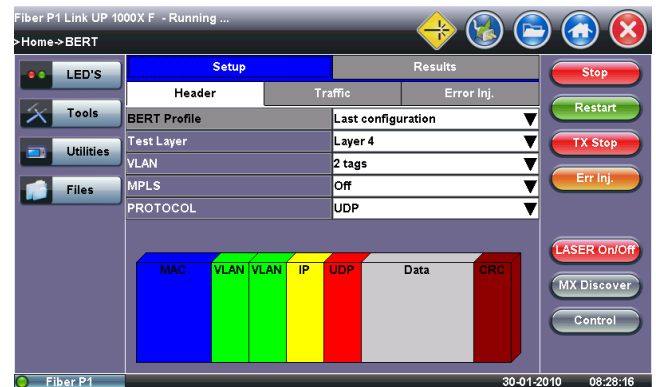 Fiber P1 Link UP 1000X F - Running ...
>Home->BERT
LED'S
Tools
Utilities
Files
Setup
Results
Header
Traffic
Error Inj.
BERT Profile
Last configuration
Test Layer
Layer 4
VLAN
2 tags
MPLS
Off
PROTOCOL
UDP
MAC
VLAN
VLAN
IP
UDP
Data
CRC
Stop
Restart
TX Stop
Err Inj.
LASER On/Off
MX Discover
Control
Fiber P1
30-01-2010 08:28:16